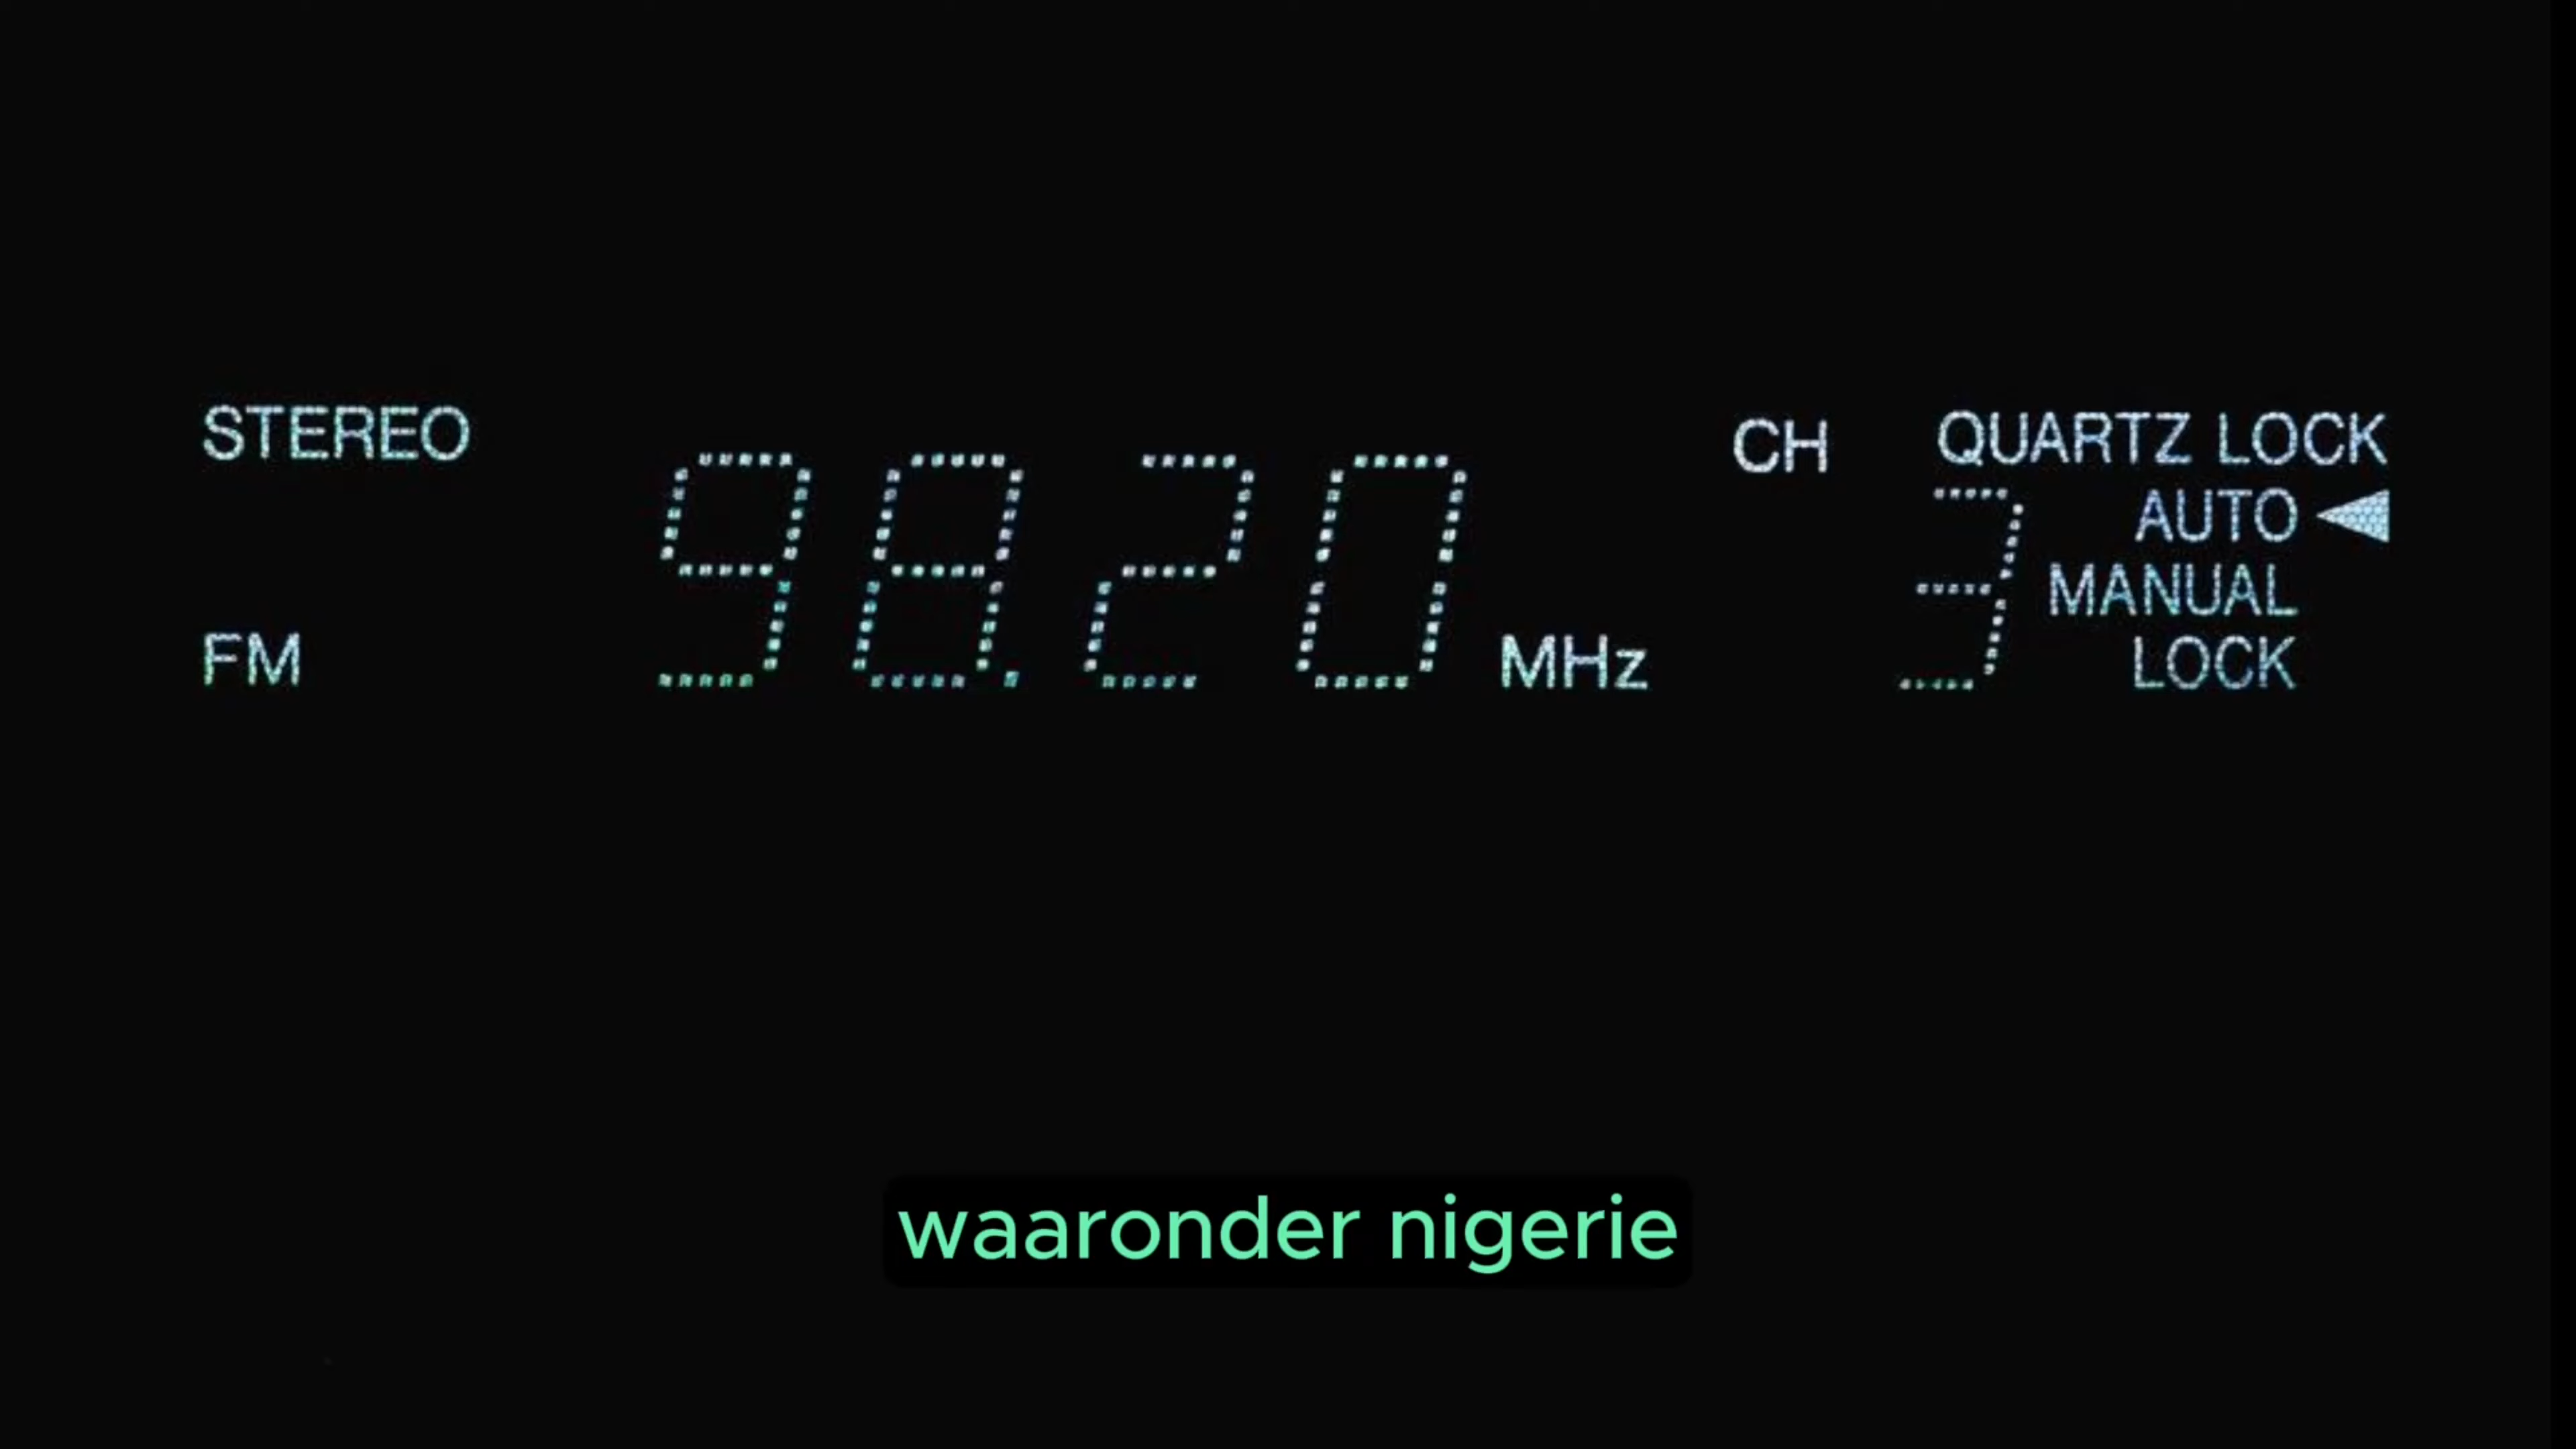 STEREO
FM
98.20 MHz
CH 3
QUARTZ LOCK
AUTO
MANUAL
LOCK
waaronder nigerie